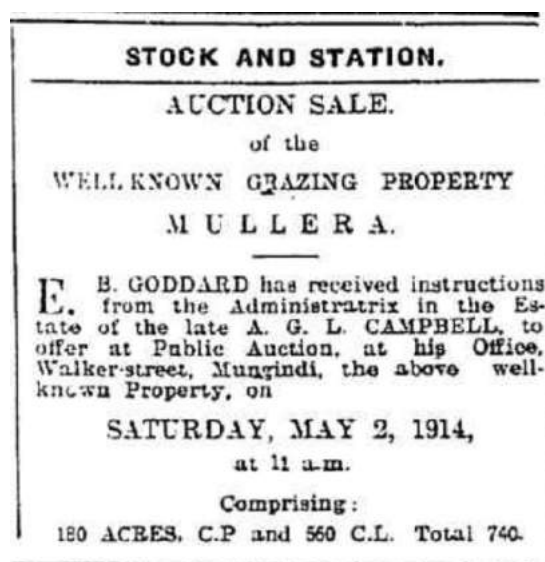 STOCK AND STATION.
AUCTION SALE.
of the
WELL KNOWN GRAZING PROPERTY
MULLERA.
E. B. GODDARD has received instructions
from the Administratrix in the Es-
tate of the late A. G. L. CAMPBELL, to
offer at Public Auction, at his Office,
Walker-street, Mungindi, the above well-
known Property, on
SATURDAY, MAY 2, 1914,
at 11 a.m.
Comprising:
180 ACRES, C.P and 560 C.L. Total 740.